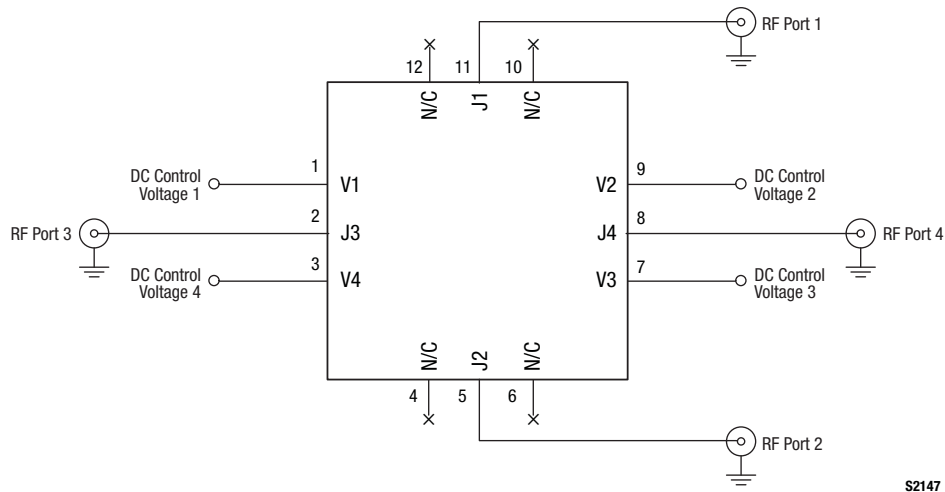 RF Port 1
12
11
10
N/C
J1
N/C
1
9
DC Control
Voltage 1
V1
V2
DC Control
Voltage 2
2
8
RF Port 3
J3
J4
RF Port 4
3
7
DC Control
Voltage 4
V4
V3
DC Control
Voltage 3
N/C
J2
N/C
4
5
6
RF Port 2
S2147